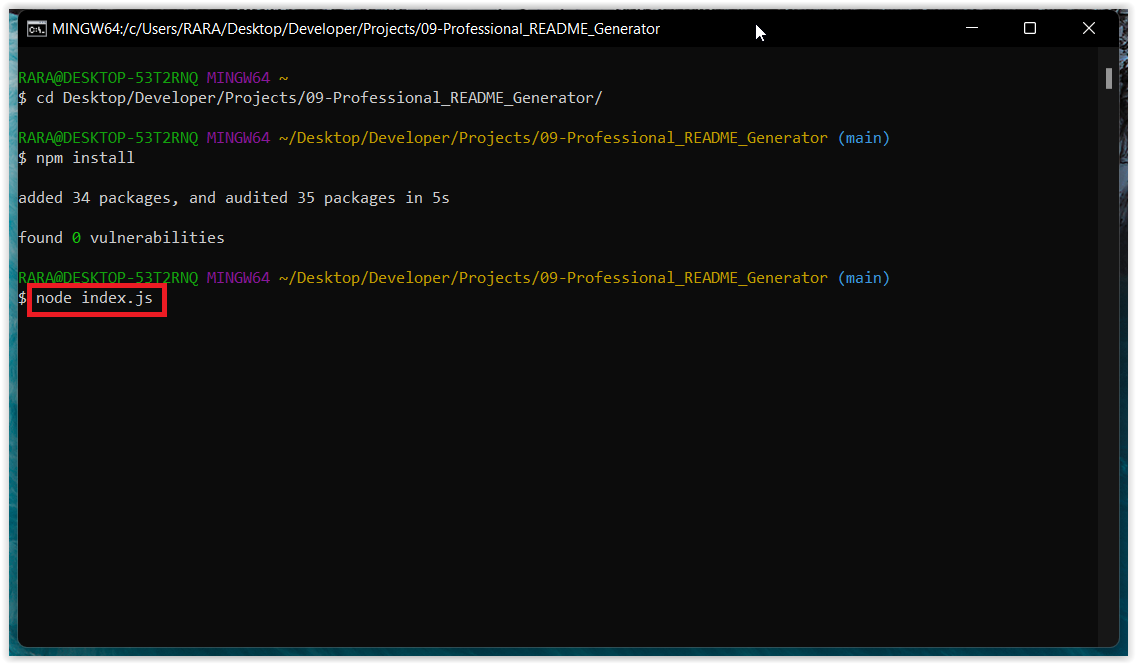 MINGW64:/c/Users/RARA/Desktop/Developer/Projects/09-Professional_README_Generator
RARA@DESKTOP-53T2RNQ MINGW64 ~
$ cd Desktop/Developer/Projects/09-Professional_README_Generator/
RARA@DESKTOP-53T2RNQ MINGW64 ~/Desktop/Developer/Projects/09-Professional_README_Generator (main)
$ npm install
added 34 packages, and audited 35 packages in 5s
found 0 vulnerabilities
RARA@DESKTOP-53T2RNQ MINGW64 ~/Desktop/Developer/Projects/09-Professional_README_Generator (main)
$ node index.js